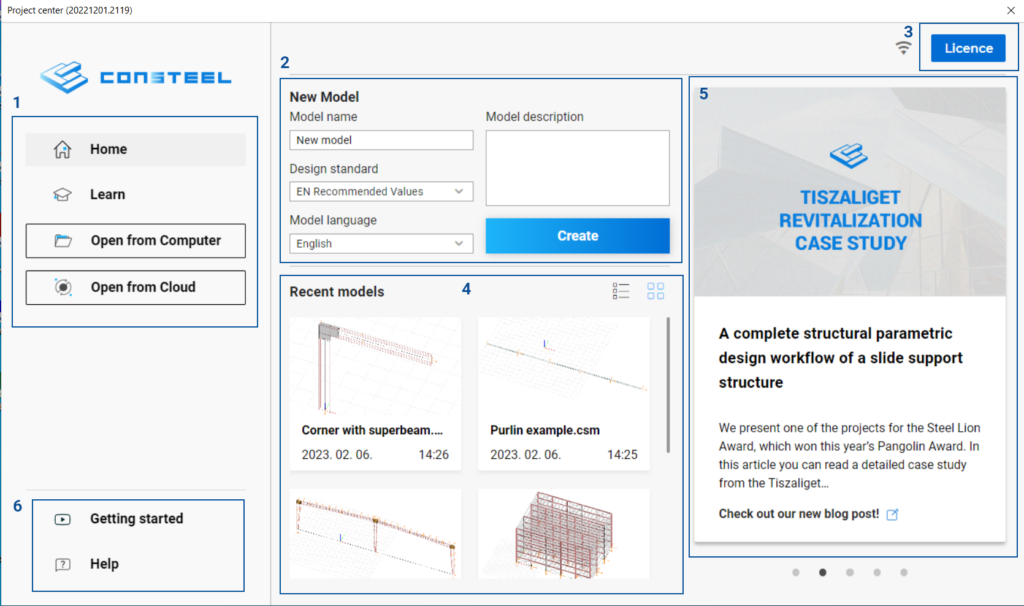 Project center (20221201.2119)
CONSTEEL
1
Home
Learn
Open from Computer
Open from Cloud
6
Getting started
Help
2
New Model
Model name
New model
Design standard
EN Recommended Values
Model language
English
Model description
Create
3
Licence
Recent models
4
Corner with superbeam....
2023. 02. 06. 14:26
Purlin example.csm
2023. 02. 06. 14:25
5
TISZALIGET
REVITALIZATION
CASE STUDY
A complete structural parametric
design workflow of a slide support
structure
We present one of the projects for the Steel Lion
Award, which won this year's Pangolin Award. In
this article you can read a detailed case study
from the Tiszaliget...
Check out our new blog post!